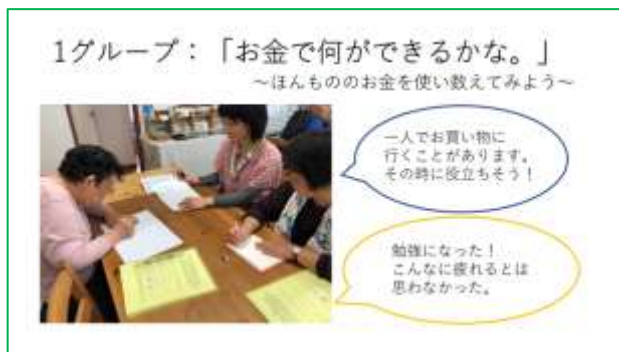 1グループ：「お金で何ができるかな。」
～ほんもののお金を使い数えてみよう～
一人でお買い物に
行くことがあります。
その時に役立ちそう！
勉強になった！
こんなに疲れるとは
思わなかった。